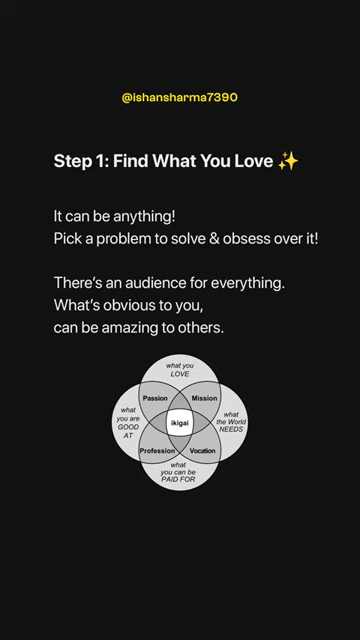 @ishansharma7390
Step 1: Find What You Love ✨
It can be anything!
Pick a problem to solve & obsess over it!
There's an audience for everything.
What's obvious to you,
can be amazing to others.
what you
LOVE
Passion
Mission
what
you are
GOOD
AT
ikigai
what
the World
NEEDS
Profession
Vocation
what
you can be
PAID FOR